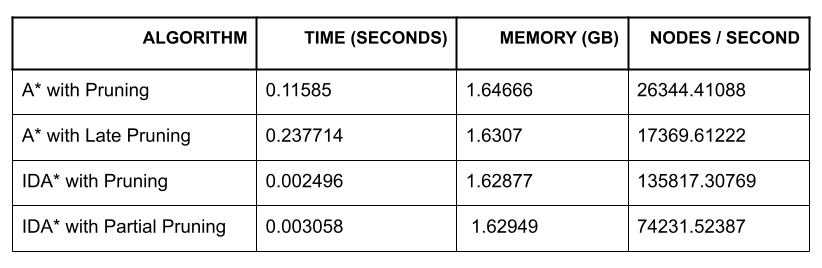 ALGORITHM TIME (SECONDS) MEMORY (GB) NODES / SECOND
A* with Pruning 0.11585 1.64666 26344.41088
A* with Late Pruning 0.237714 1.6307 17369.61222
IDA* with Pruning 0.002496 1.62877 135817.30769
IDA* with Partial Pruning 0.003058 1.62949 74231.52387